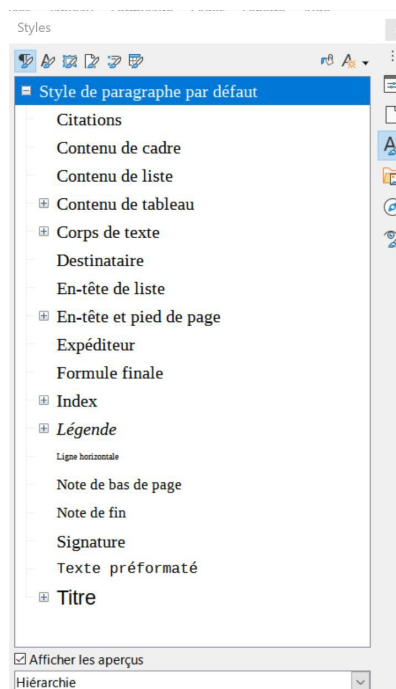 Styles
Style de paragraphe par défaut
Citations
Contenu de cadre
Contenu de liste
Contenu de tableau
Corps de texte
Destinataire
En-tête de liste
En-tête et pied de page
Expéditeur
Formule finale
Index
Légende
Ligne horizontale
Note de bas de page
Note de fin
Signature
Texte préformaté
Titre
Afficher les aperçus
Hiérarchie